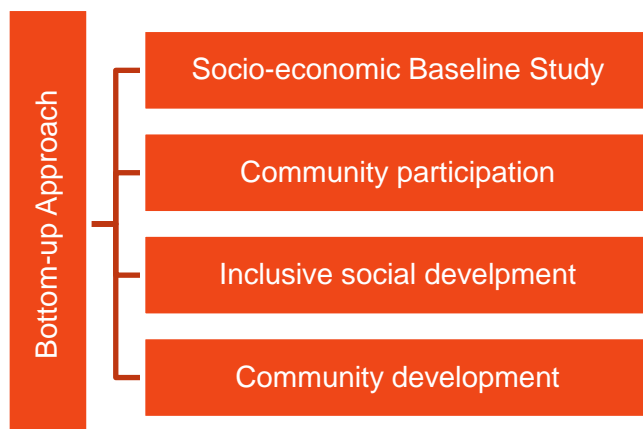 Bottom-up Approach
Socio-economic Baseline Study
Community participation
Inclusive social develpment
Community development